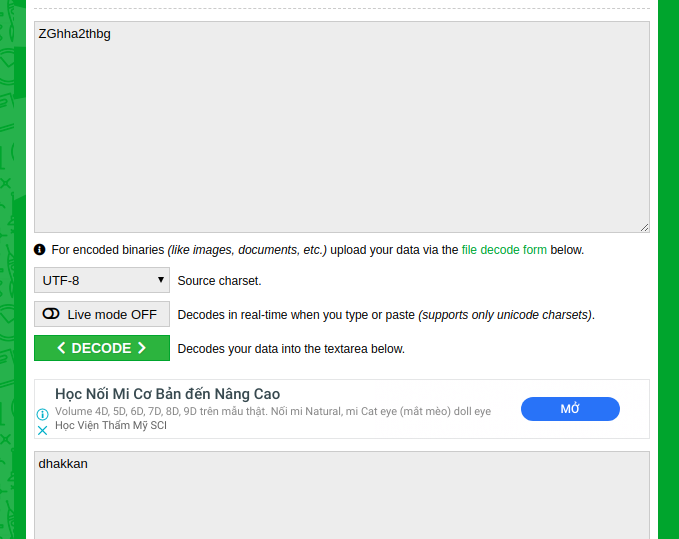 ZGhha2thbg
For encoded binaries (like images, documents, etc.) upload your data via the file decode form below.
UTF-8 Source charset.
Live mode OFF Decodes in real-time when you type or paste (supports only unicode charsets).
DECODE Decodes your data into the textarea below.
Học Nối Mi Cơ Bản đến Nâng Cao
Volume 4D, 5D, 6D, 7D, 8D, 9D trên mẫu thật. Nối mi Natural, mi Cat eye (mắt mèo) doll eye
Học Viện Thẩm Mỹ SCI
MỞ
dhakkan